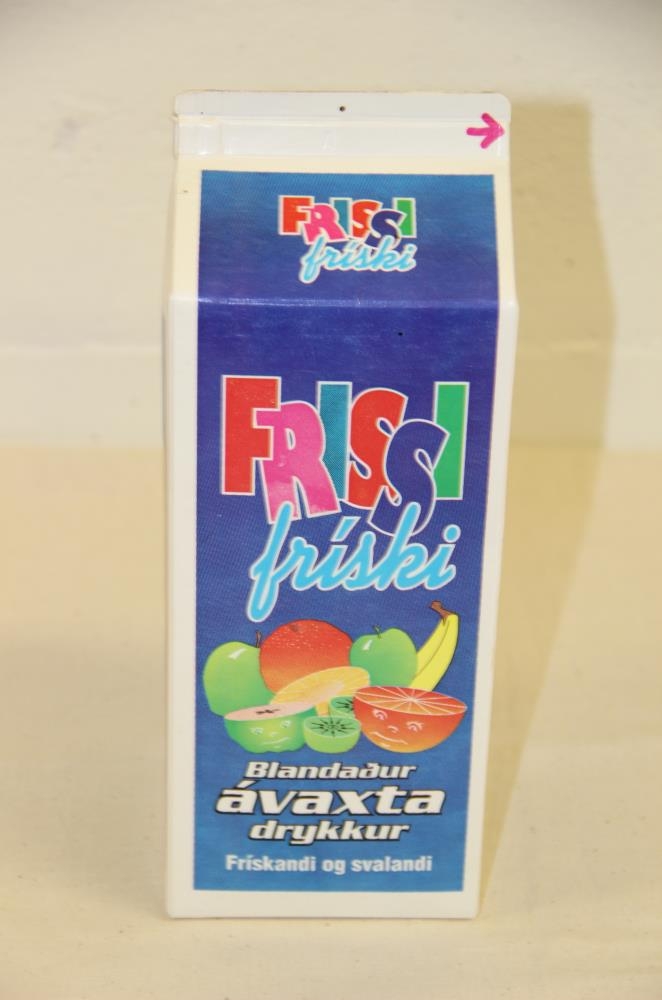 FRISSI
fríski
FRISSI
fríski
Blandaður
ávaxta
drykkur
Frískandi og svalandi